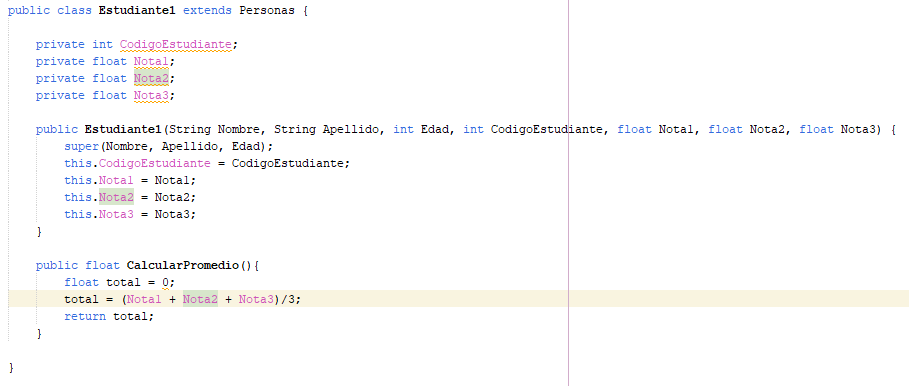 public class Estudiante1 extends Personas {
private int CodigoEstudiante;
private float Nota1;
private float Nota2;
private float Nota3;
public Estudiante1(String Nombre, String Apellido, int Edad, int CodigoEstudiante, float Nota1, float Nota2, float Nota3) {
super(Nombre, Apellido, Edad);
this.CodigoEstudiante = CodigoEstudiante;
this.Nota1 = Nota1;
this.Nota2 = Nota2;
this.Nota3 = Nota3;
}
public float CalcularPromedio(){
float total = 0;
total = (Nota1 + Nota2 + Nota3)/3;
return total;
}
}